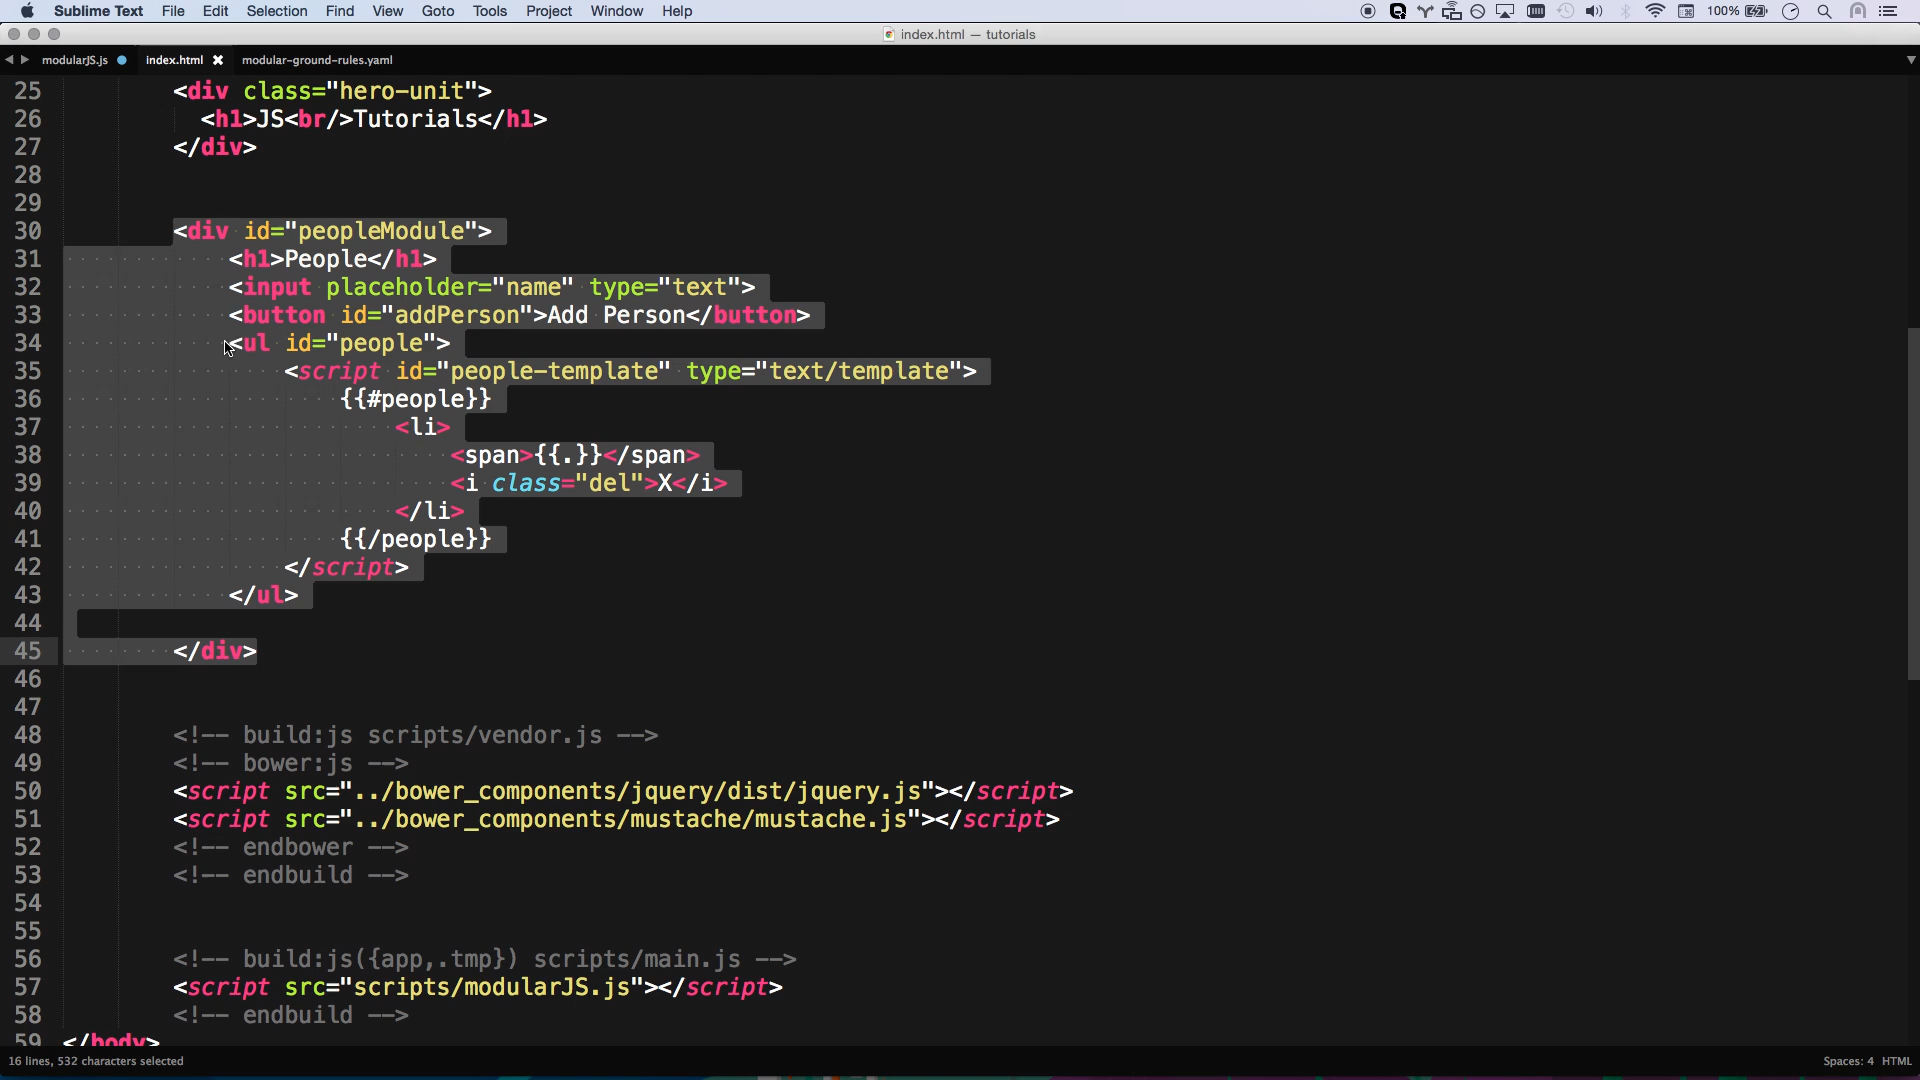 Sublime Text File Edit Selection Find View Goto Tools Project Window Help 100%
index.html — tutorials
modularJS.js index.html modular-ground-rules.yaml
25 <div class="hero-unit">
26 <h1>JS<br/>Tutorials</h1>
27 </div>
28
29
30 <div id="peopleModule">
31 <h1>People</h1>
32 <input placeholder="name" type="text">
33 <button id="addPerson">Add Person</button>
34 <ul id="people">
35 <script id="people-template" type="text/template">
36 {{#people}}
37 <li>
38 <span>{{.}}</span>
39 <i class="del">X</i>
40 </li>
41 {{/people}}
42 </script>
43 </ul>
44
45 </div>
46
47
48 <!-- build:js scripts/vendor.js -->
49 <!-- bower:js -->
50 <script src="../bower_components/jquery/dist/jquery.js"></script>
51 <script src="../bower_components/mustache/mustache.js"></script>
52 <!-- endbower -->
53 <!-- endbuild -->
54
55
56 <!-- build:js({app,.tmp}) scripts/main.js -->
57 <script src="scripts/modularJS.js"></script>
58 <!-- endbuild -->
59 </body>
16 lines, 532 characters selected Spaces: 4 HTML